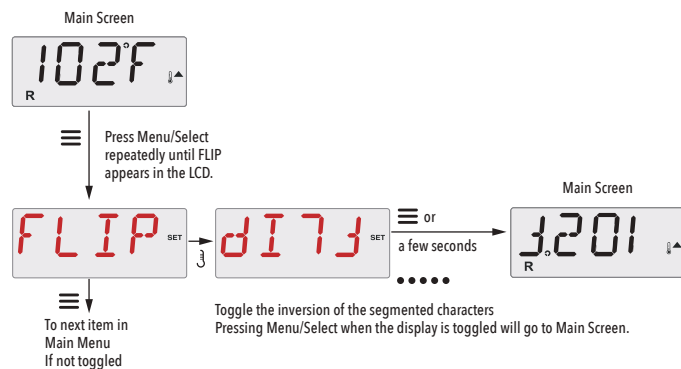 Main Screen
102°F
R
Press Menu/Select
repeatedly until FLIP
appears in the LCD.
Main Screen
FLIP SET
dI7J SET
or
a few seconds
J.201
R
To next item in
Main Menu
If not toggled
Toggle the inversion of the segmented characters
Pressing Menu/Select when the display is toggled will go to Main Screen.